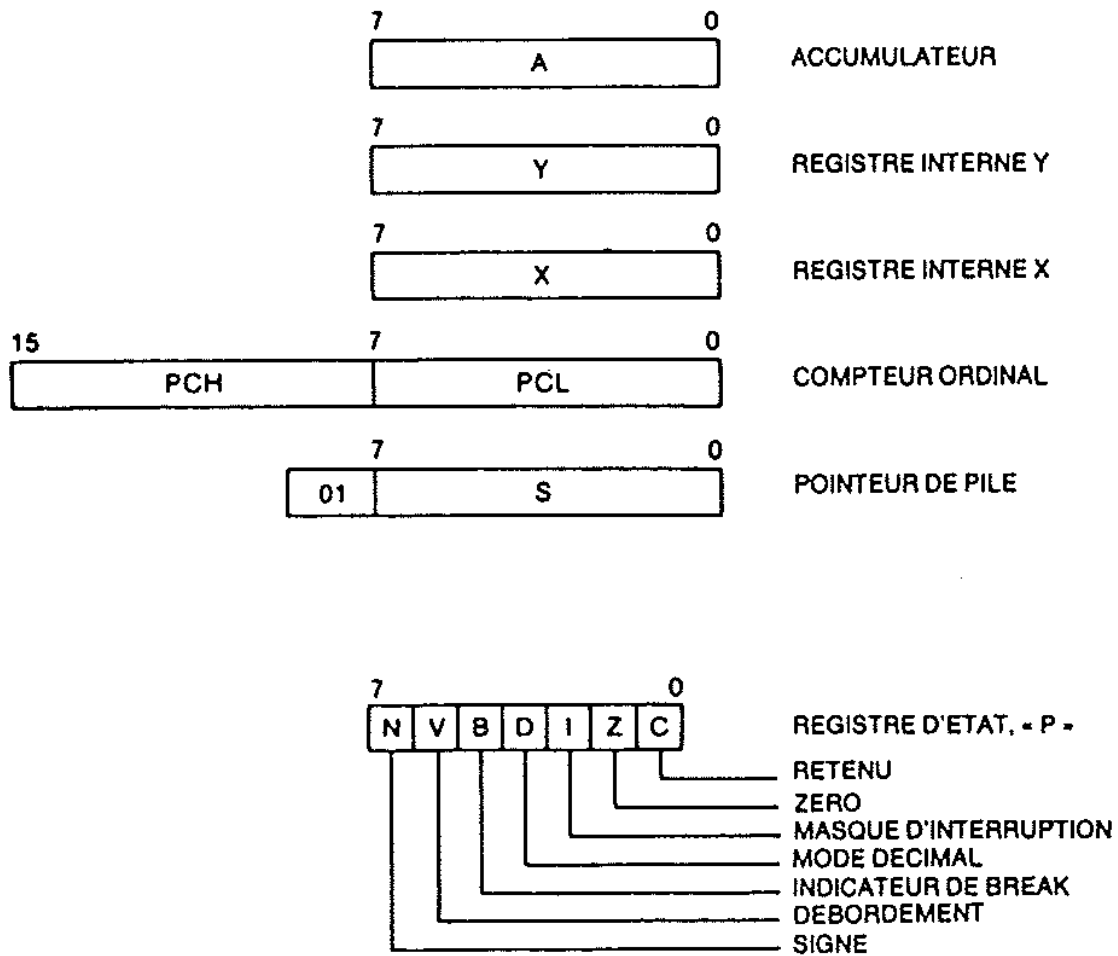 7 0
A ACCUMULATEUR
7 0
Y REGISTRE INTERNE Y
7 0
X REGISTRE INTERNE X
15 7 0
PCH PCL COMPTEUR ORDINAL
7 0
01 S POINTEUR DE PILE
7 0
N V B D I Z C REGISTRE D'ETAT, « P »
RETENU
ZERO
MASQUE D'INTERRUPTION
MODE DECIMAL
INDICATEUR DE BREAK
DEBORDEMENT
SIGNE